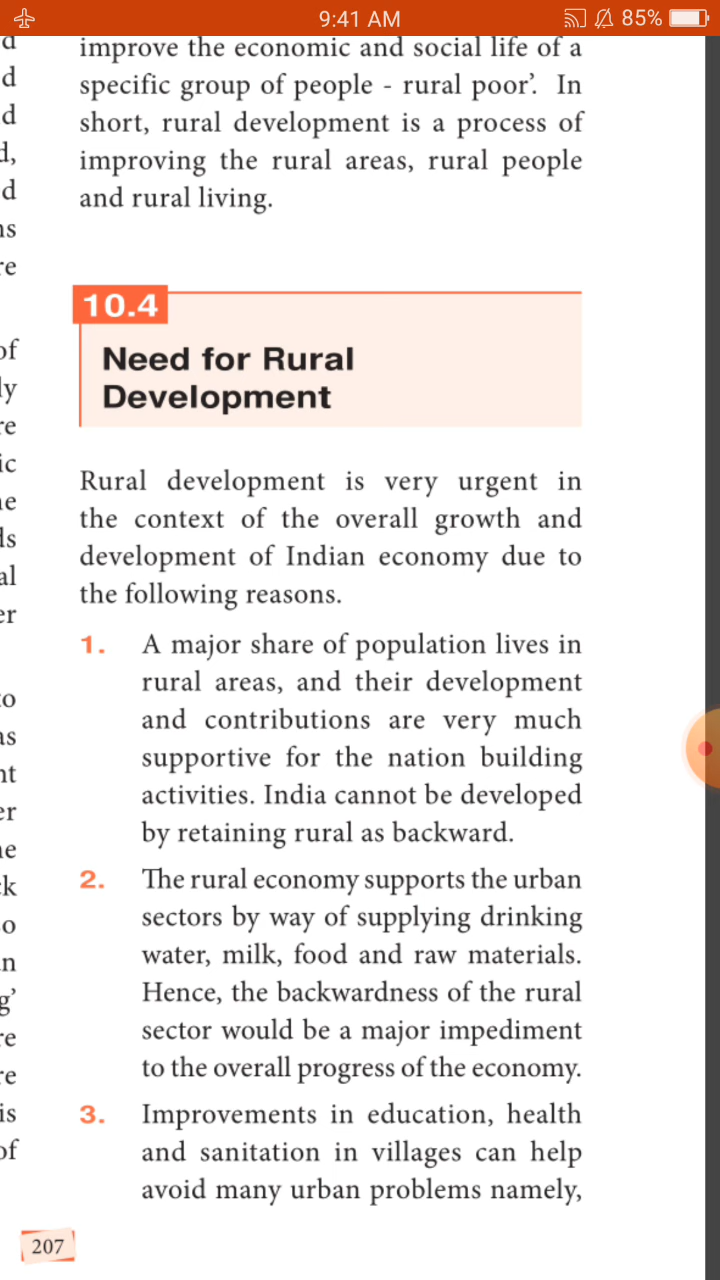 9:41 AM
85%
improve the economic and social life of a
specific group of people - rural poor’. In
short, rural development is a process of
improving the rural areas, rural people
and rural living.
10.4
Need for Rural
Development
Rural development is very urgent in
the context of the overall growth and
development of Indian economy due to
the following reasons.
1. A major share of population lives in
rural areas, and their development
and contributions are very much
supportive for the nation building
activities. India cannot be developed
by retaining rural as backward.
2. The rural economy supports the urban
sectors by way of supplying drinking
water, milk, food and raw materials.
Hence, the backwardness of the rural
sector would be a major impediment
to the overall progress of the economy.
3. Improvements in education, health
and sanitation in villages can help
avoid many urban problems namely,
207